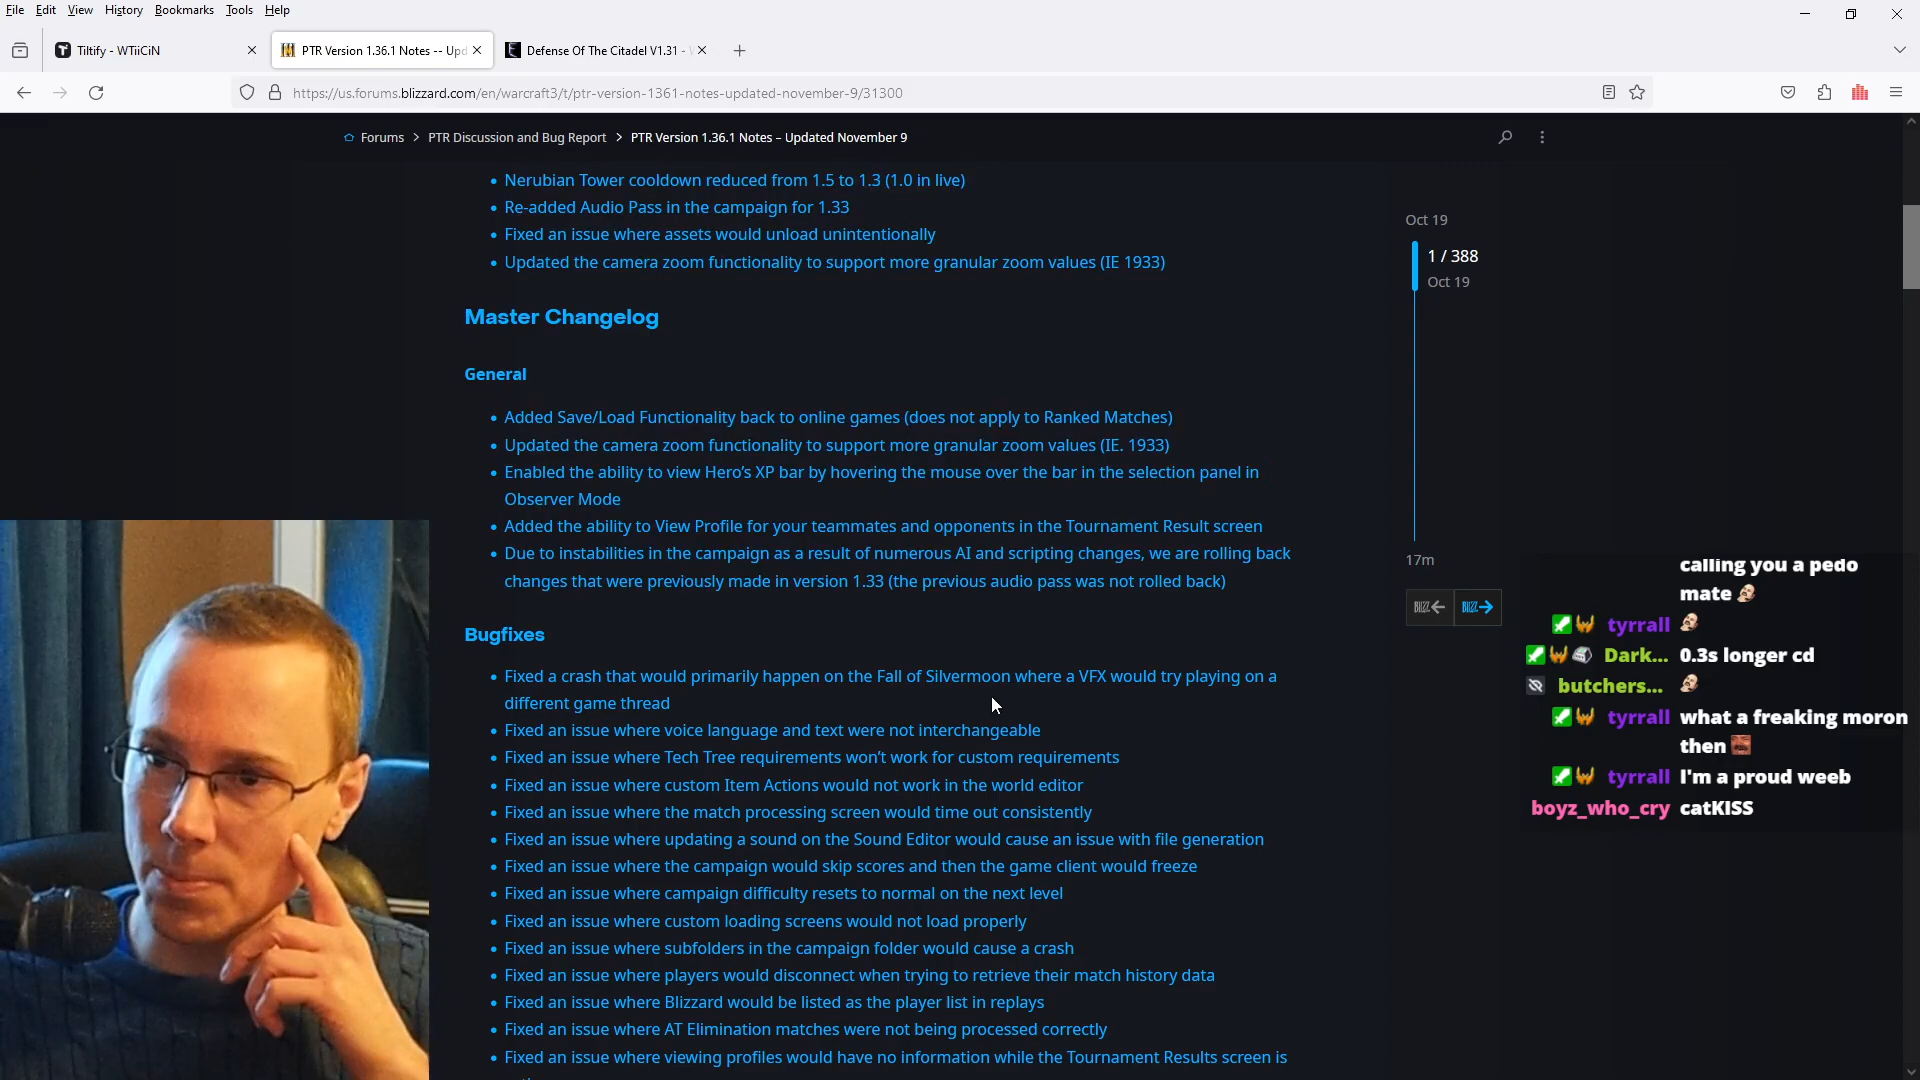 File Edit View History Bookmarks Tools Help
Tiltify - WTiiCiN
PTR Version 1.36.1 Notes -- Upd
Defense Of The Citadel V1.31 -
https://us.forums.blizzard.com/en/warcraft3/t/ptr-version-1361-notes-updated-november-9/31300
Forums > PTR Discussion and Bug Report > PTR Version 1.36.1 Notes – Updated November 9
• Nerubian Tower cooldown reduced from 1.5 to 1.3 (1.0 in live)
• Re-added Audio Pass in the campaign for 1.33
• Fixed an issue where assets would unload unintentionally
• Updated the camera zoom functionality to support more granular zoom values (IE 1933)
Master Changelog
General
• Added Save/Load Functionality back to online games (does not apply to Ranked Matches)
• Updated the camera zoom functionality to support more granular zoom values (IE. 1933)
• Enabled the ability to view Hero’s XP bar by hovering the mouse over the bar in the selection panel in
Observer Mode
• Added the ability to View Profile for your teammates and opponents in the Tournament Result screen
• Due to instabilities in the campaign as a result of numerous AI and scripting changes, we are rolling back
changes that were previously made in version 1.33 (the previous audio pass was not rolled back)
Bugfixes
• Fixed a crash that would primarily happen on the Fall of Silvermoon where a VFX would try playing on a
different game thread
• Fixed an issue where voice language and text were not interchangeable
• Fixed an issue where Tech Tree requirements won’t work for custom requirements
• Fixed an issue where custom Item Actions would not work in the world editor
• Fixed an issue where the match processing screen would time out consistently
• Fixed an issue where updating a sound on the Sound Editor would cause an issue with file generation
• Fixed an issue where the campaign would skip scores and then the game client would freeze
• Fixed an issue where campaign difficulty resets to normal on the next level
• Fixed an issue where custom loading screens would not load properly
• Fixed an issue where subfolders in the campaign folder would cause a crash
• Fixed an issue where players would disconnect when trying to retrieve their match history data
• Fixed an issue where Blizzard would be listed as the player list in replays
• Fixed an issue where AT Elimination matches were not being processed correctly
• Fixed an issue where viewing profiles would have no information while the Tournament Results screen is
Oct 19
1 / 388
Oct 19
17m
BLIZZ BLIZZ
calling you a pedo
mate
tyrrall
Dark... 0.3s longer cd
butchers...
tyrrall what a freaking moron
then
tyrrall I'm a proud weeb
boyz_who_cry catKISS